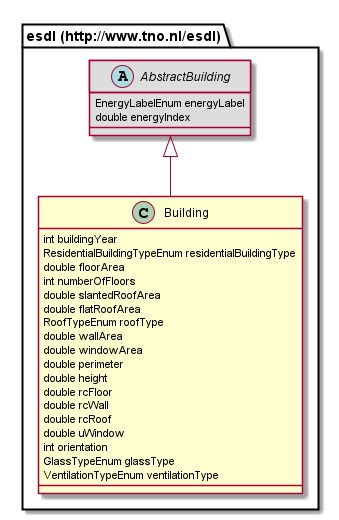 esdl (http://www.tno.nl/esdl)
A AbstractBuilding
EnergyLabelEnum energyLabel
double energyIndex
C Building
int buildingYear
ResidentialBuildingTypeEnum residentialBuildingType
double floorArea
int numberOfFloors
double slantedRoofArea
double flatRoofArea
RoofTypeEnum roofType
double wallArea
double windowArea
double perimeter
double height
double rcFloor
double rcWall
double rcRoof
double uWindow
int orientation
GlassTypeEnum glassType
VentilationTypeEnum ventilationType